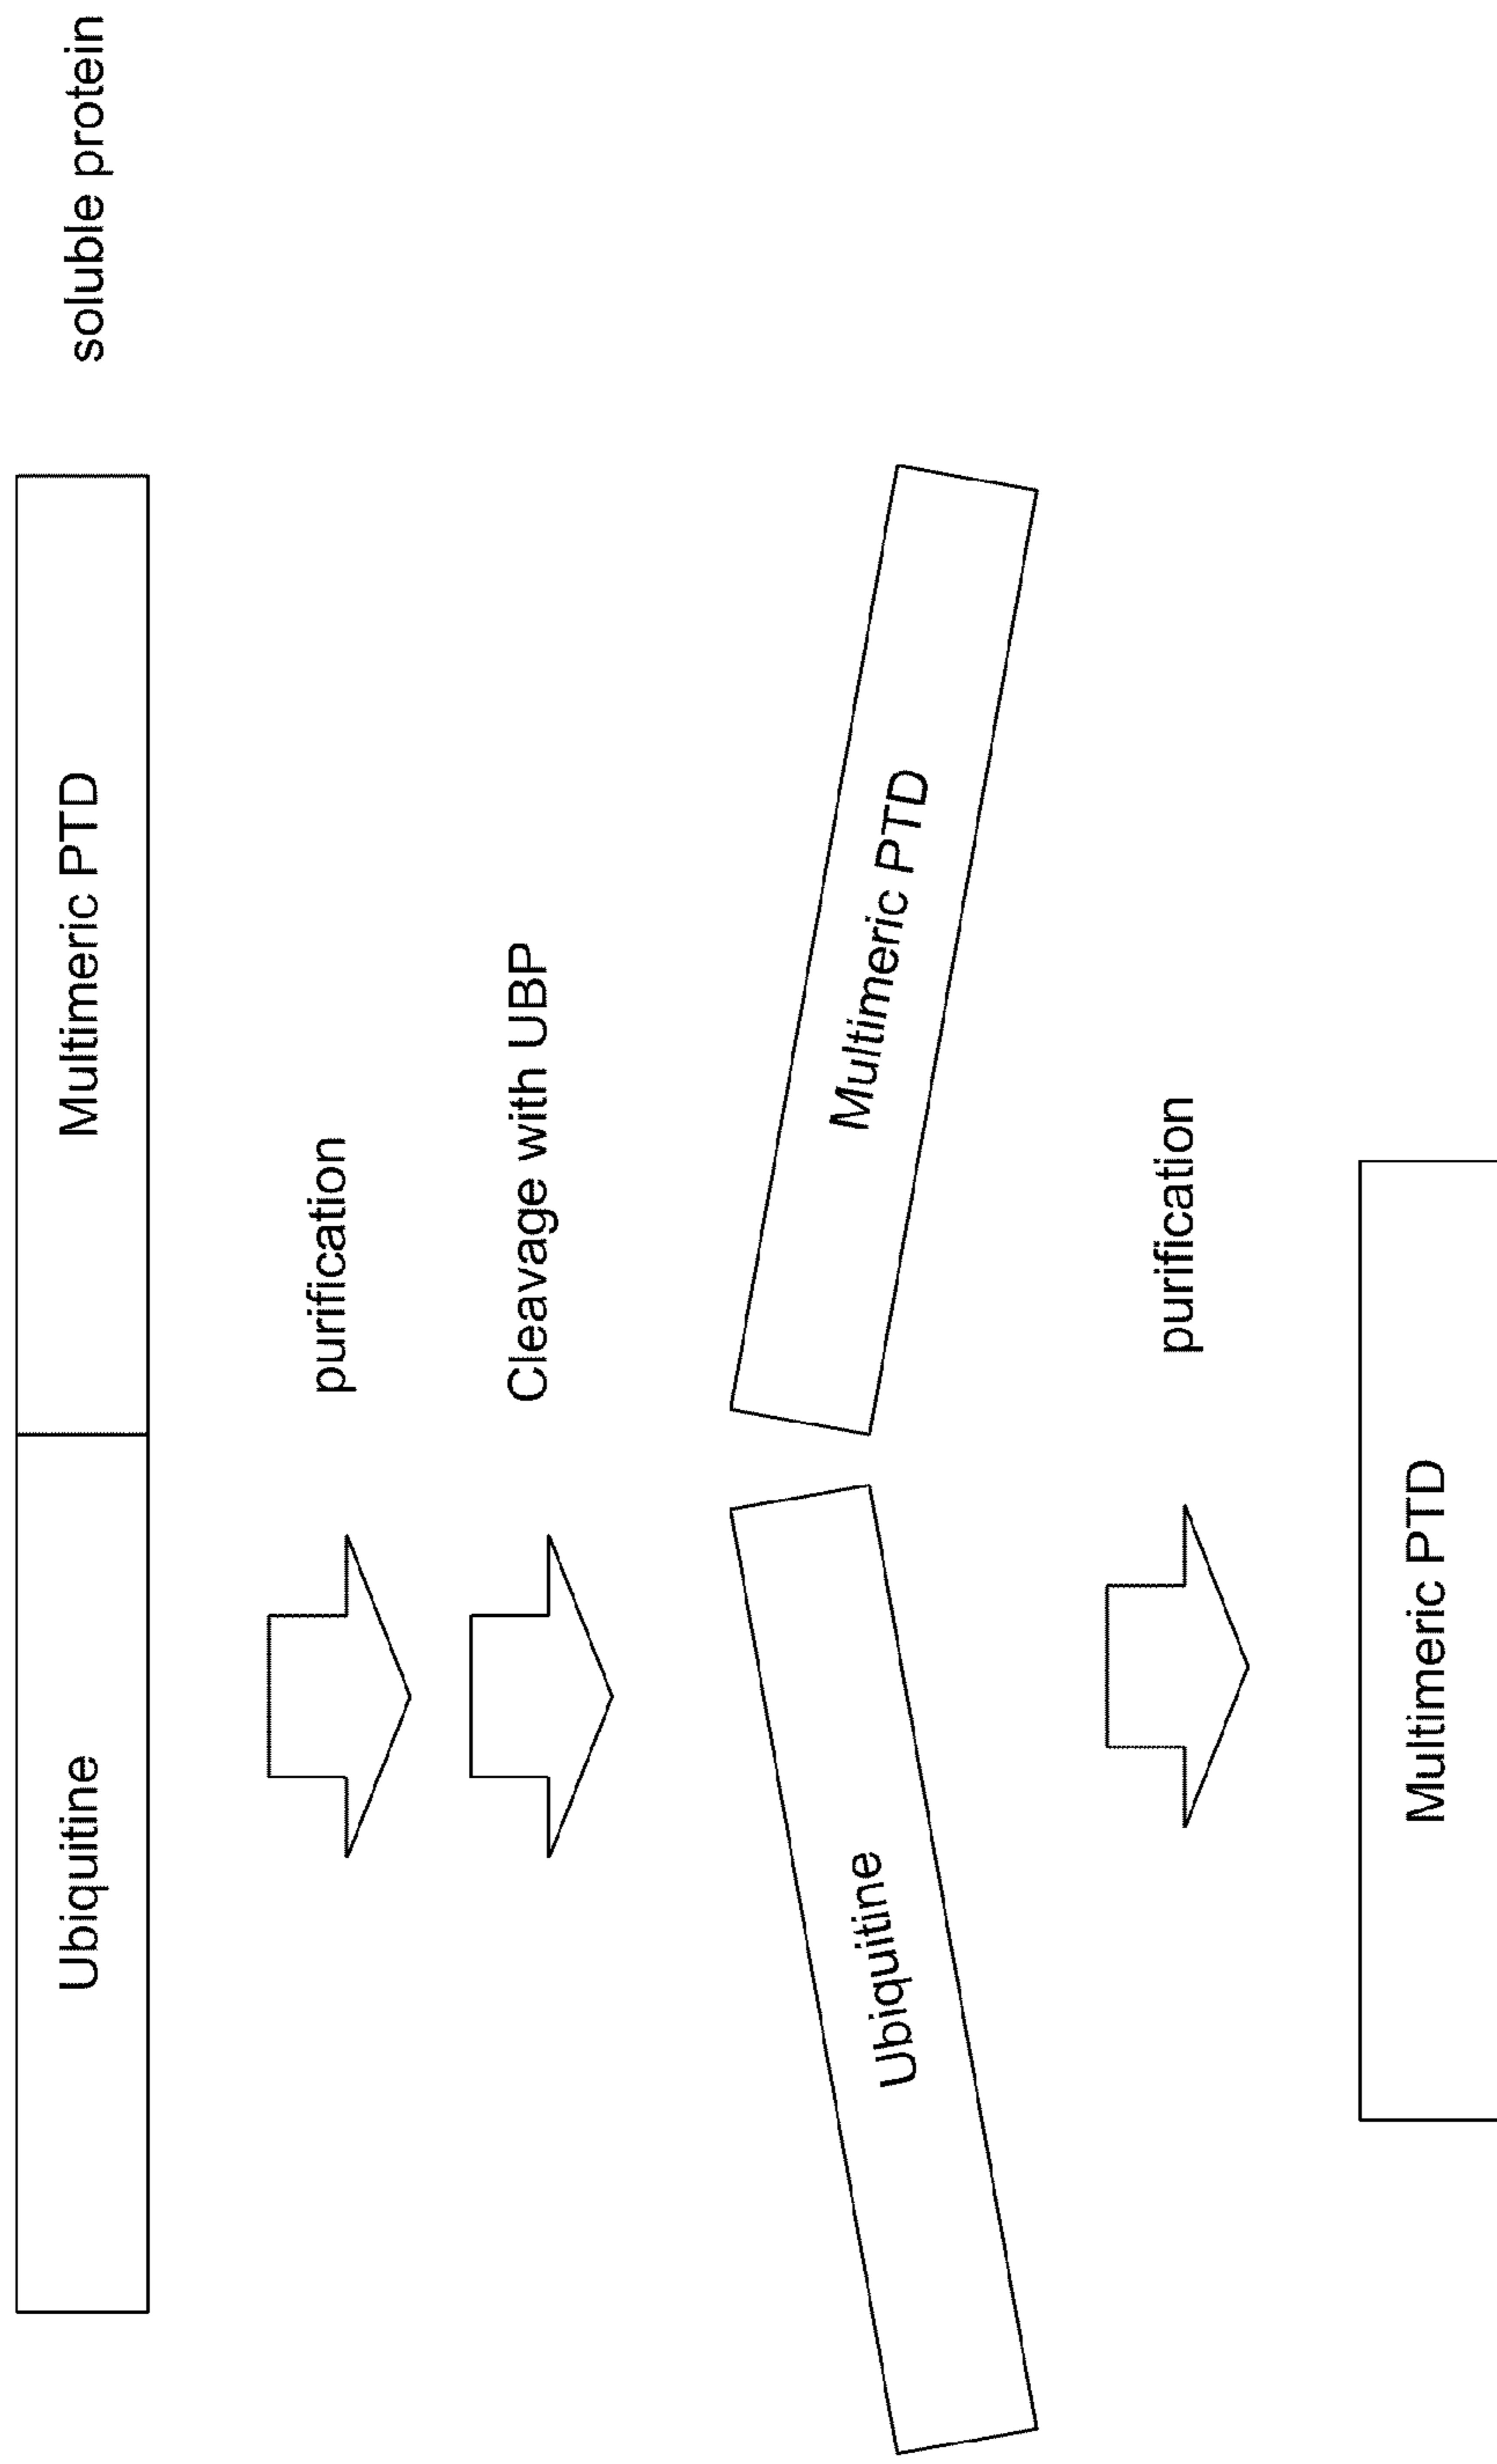 Ubiquitine
Multimeric PTD
soluble protein
purification
Cleavage with UBP
Ubiquitine
Multimeric PTD
purification
Multimeric PTD